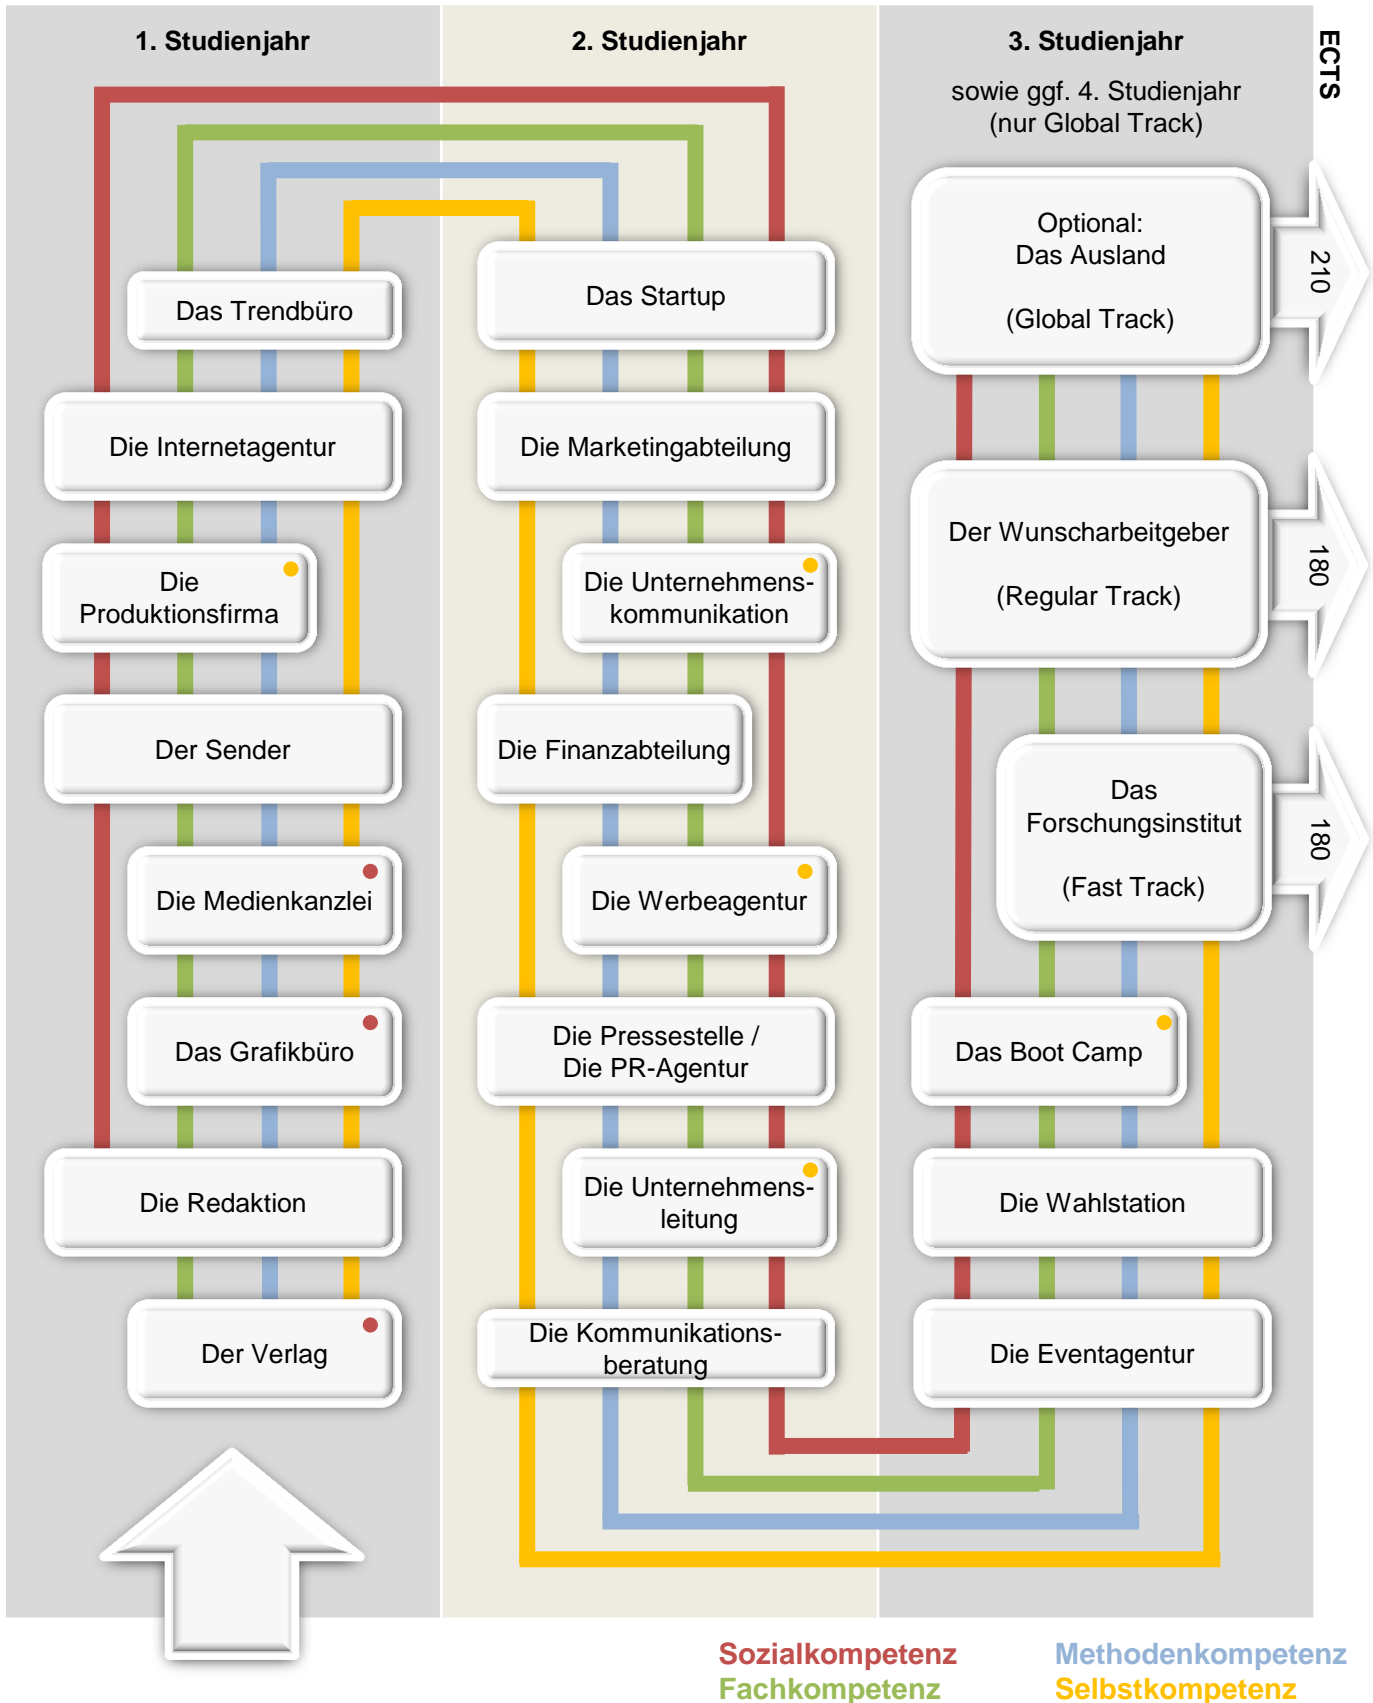 1. Studienjahr
2. Studienjahr
3. Studienjahr
sowie ggf. 4. Studienjahr
(nur Global Track)
ECTS
Das Trendbüro
Die Internetagentur
Die
Produktionsfirma
Der Sender
Die Medienkanzlei
Das Grafikbüro
Die Redaktion
Der Verlag
Das Startup
Die Marketingabteilung
Die Unternehmens-
kommunikation
Die Finanzabteilung
Die Werbeagentur
Die Pressestelle /
Die PR-Agentur
Die Unternehmens-
leitung
Die Kommunikations-
beratung
Optional:
Das Ausland
(Global Track)
210
Der Wunscharbeitgeber
(Regular Track)
180
Das
Forschungsinstitut
(Fast Track)
180
Das Boot Camp
Die Wahlstation
Die Eventagentur
Sozialkompetenz
Methodenkompetenz
Fachkompetenz
Selbstkompetenz